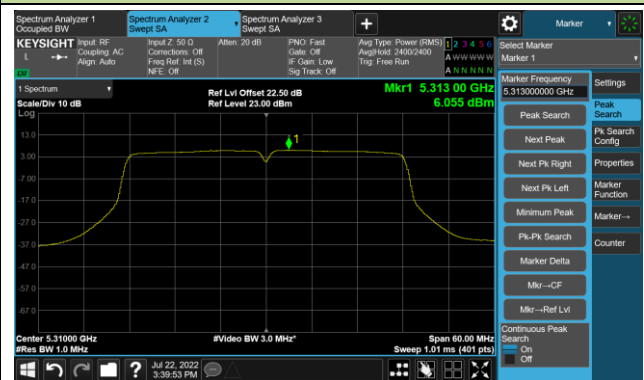 Spectrum Analyzer 1
Occupied BW
Spectrum Analyzer 2
Swept SA
Spectrum Analyzer 3
Swept SA
+
Marker
KEYSIGHT
L
Input: RF
Coupling: AC
Align: Auto
Input Z: 50 Ω
Corrections: Off
Freq Ref: Int (S)
NFE: Off
Atten: 20 dB
PNO: Fast
Gate: Off
IF Gain: Low
Sig Track: Off
Avg Type: Power (RMS)
Avg|Hold: 2400/2400
Trig: Free Run
1 2 3 4 5 6
A W W W W W
A N N N N N
Select Marker
Marker 1
1 Spectrum
Scale/Div 10 dB
Log
Ref Lvl Offset 22.50 dB
Ref Level 23.00 dBm
Mkr1 5.313 00 GHz
6.055 dBm
13.0
3.00
-7.00
-17.0
-27.0
-37.0
-47.0
-57.0
-67.0
1
Center 5.31000 GHz
#Res BW 1.0 MHz
#Video BW 3.0 MHz*
Span 60.00 MHz
Sweep 1.01 ms (401 pts)
Marker Frequency
5.313000000 GHz
Peak Search
Next Peak
Next Pk Right
Next Pk Left
Minimum Peak
Pk-Pk Search
Marker Delta
Mkr→CF
Mkr→Ref Lvl
Continuous Peak
Search
On
Off
Settings
Peak
Search
Pk Search
Config
Properties
Marker
Function
Marker→
Counter
?
Jul 22, 2022
3:39:53 PM